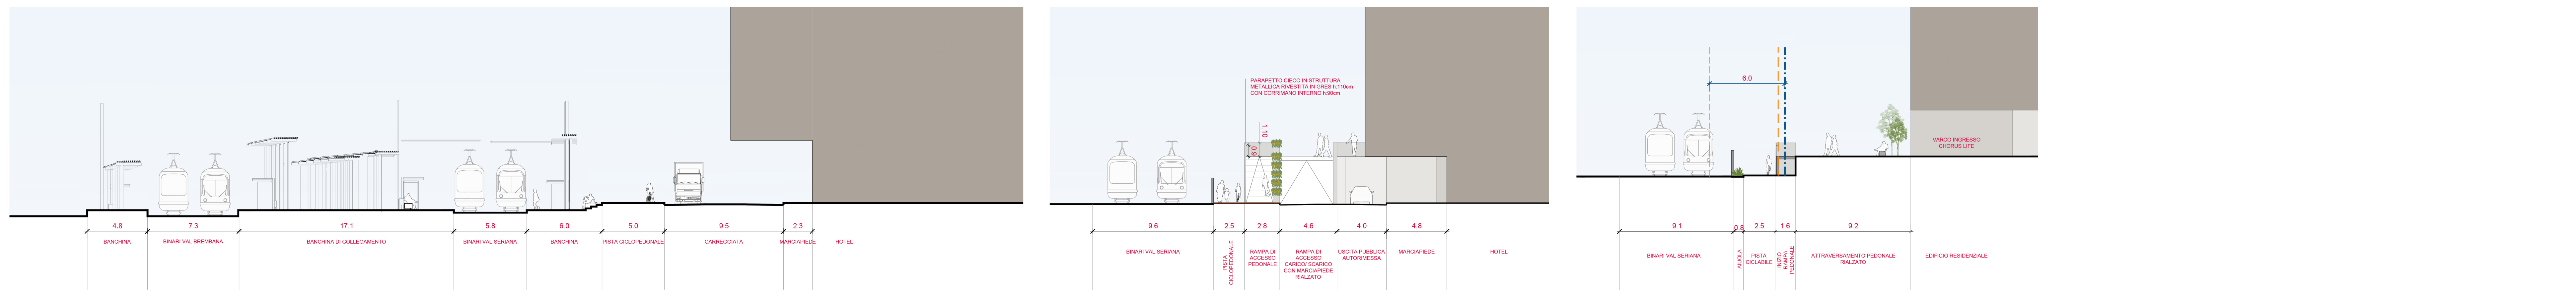 4.8
7.3
17.1
5.8
6.0
5.0
9.5
2.3
BANCHINA
BINARI VAL BREMBANA
BANCHINA DI COLLEGAMENTO
BINARI VAL SERIANA
BANCHINA
PISTA CICLOPEDONALE
CARREGGIATA
MARCIAPIEDE
HOTEL
PARAPETTO CIECO IN STRUTTURA
METALLICA RIVESTITA IN GRES h:110cm
CON CORRIMANO INTERNO h:90cm
1.10
0.9
9.6
2.5
2.8
4.6
4.0
4.8
BINARI VAL SERIANA
PISTA
CICLOPEDONALE
RAMPA DI
ACCESSO
PEDONALE
RAMPA DI
ACCESSO
CARICO/ SCARICO
CON MARCIAPIEDE
RIALZATO
USCITA PUBBLICA
AUTORIMESSA
MARCIAPIEDE
HOTEL
6.0
VARCO INGRESSO
CHORUS LIFE
9.1
0.8
2.5
1.6
9.2
BINARI VAL SERIANA
AIUOLA
PISTA
CICLABILE
INIZIO
RAMPA
PEDONALE
ATTRAVERSAMENTO PEDONALE
RIALZATO
EDIFICIO RESIDENZIALE